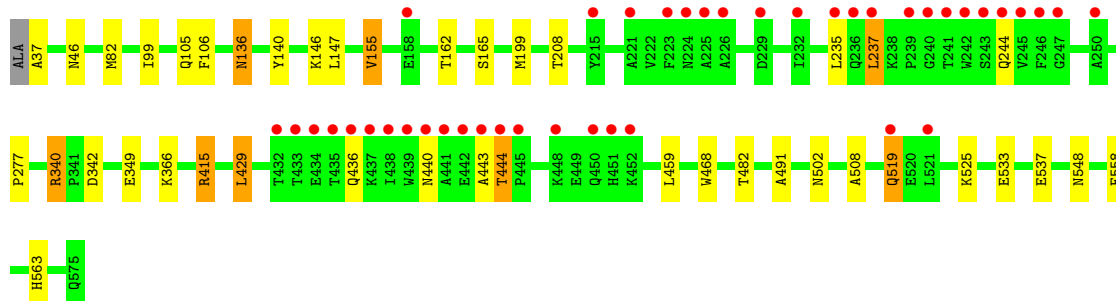 ALA A37 N46 M82 I99 Q105 F106 N136 Y140 K146 L147 V155 E158 T162 S165 M199 T208 Y215 A221 V222 F223 N224 A225 A226 D229 I232 L235 Q236 L237 K238 P239 G240 T241 W242 S243 Q244 V245 F246 G247 A250
P277 R340 P341 D342 E349 K366 R415 L429 T432 T433 E434 T435 Q436 K437 I438 W439 N440 A441 E442 A443 T444 P445 K448 E449 Q450 H451 K452 L459 W468 T482 A491 N502 A508 Q519 E520 L521 K525 E533 E537 N548
H563 Q575